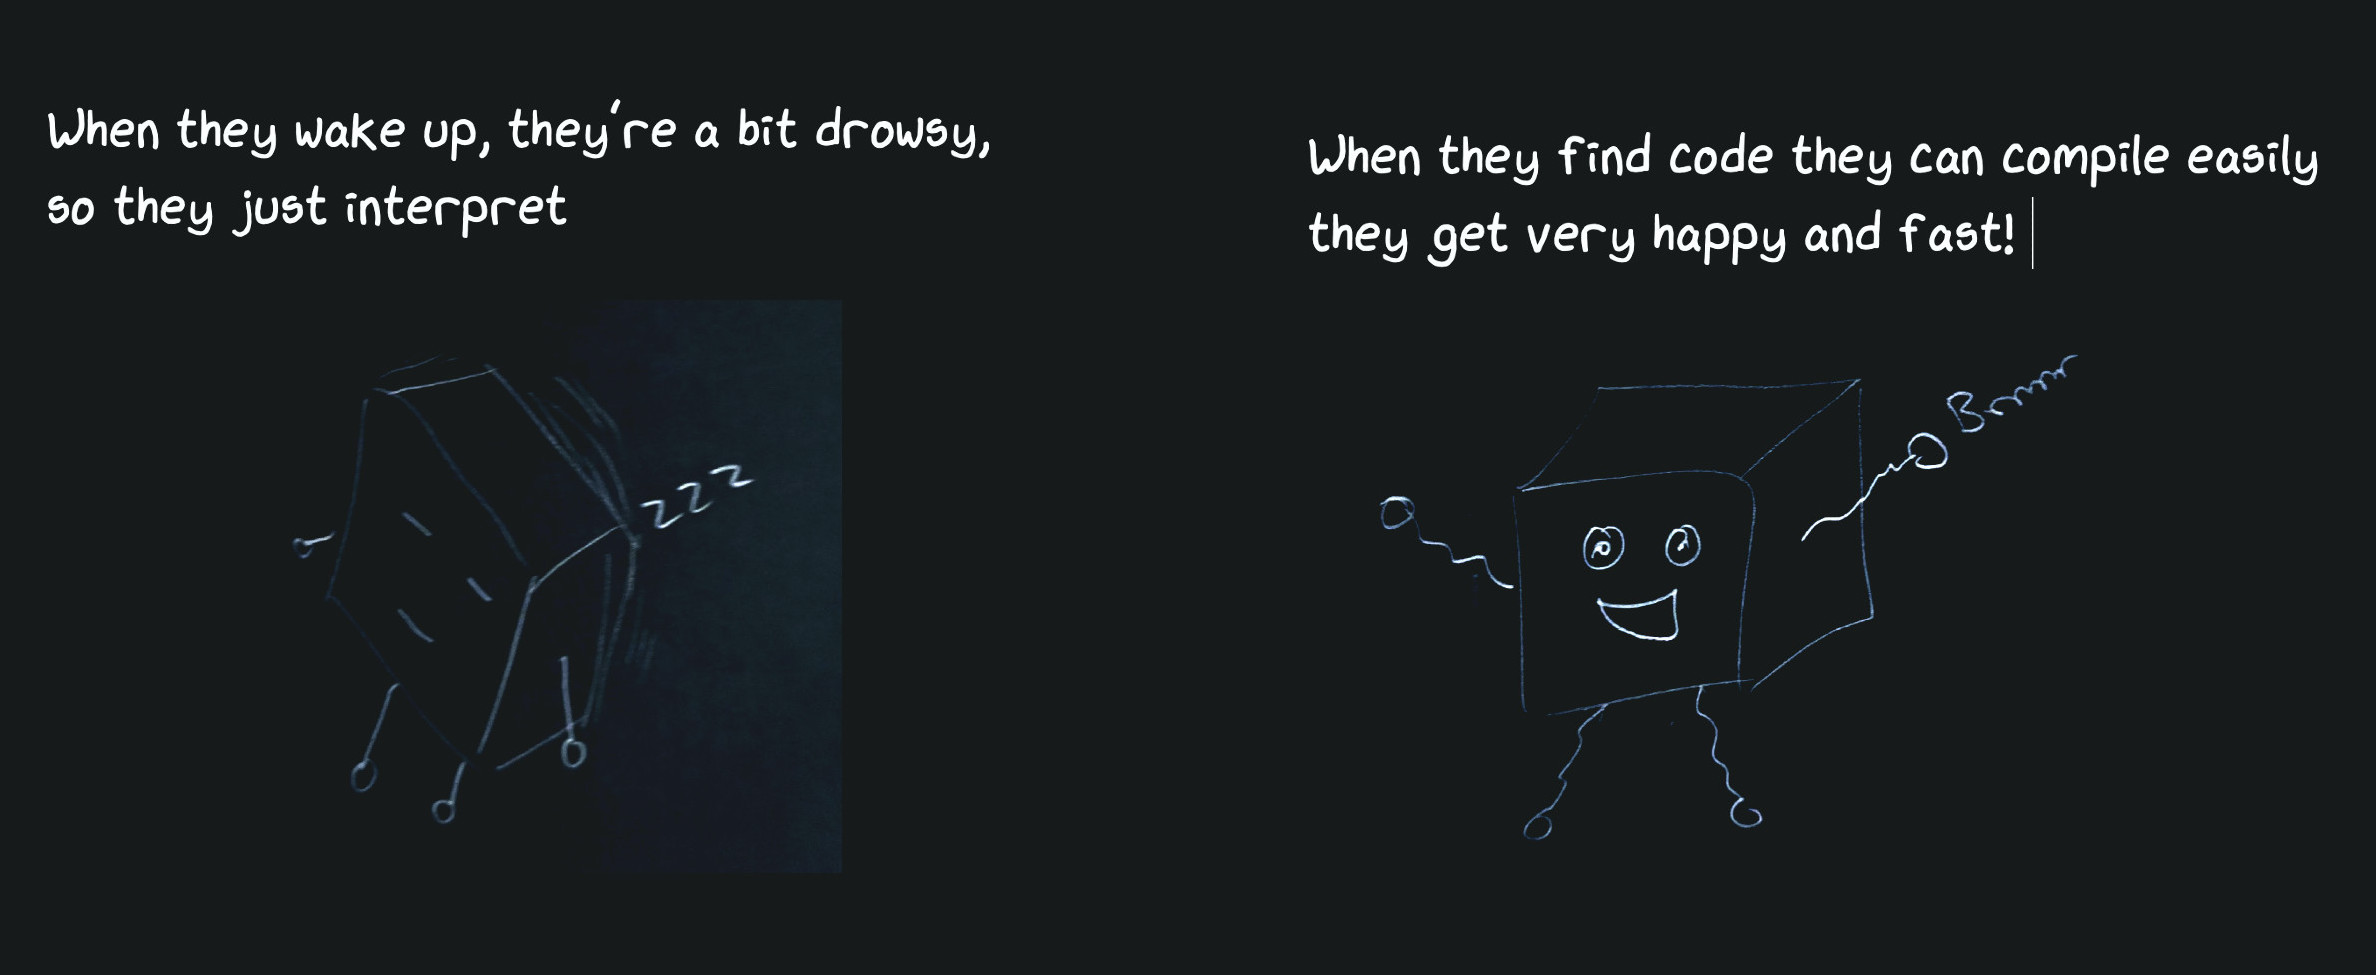 When they wake up, they're a bit drowsy,
so they just interpret
When they find code they can compile easily
they get very happy and fast!
zzz
Brrrrrr